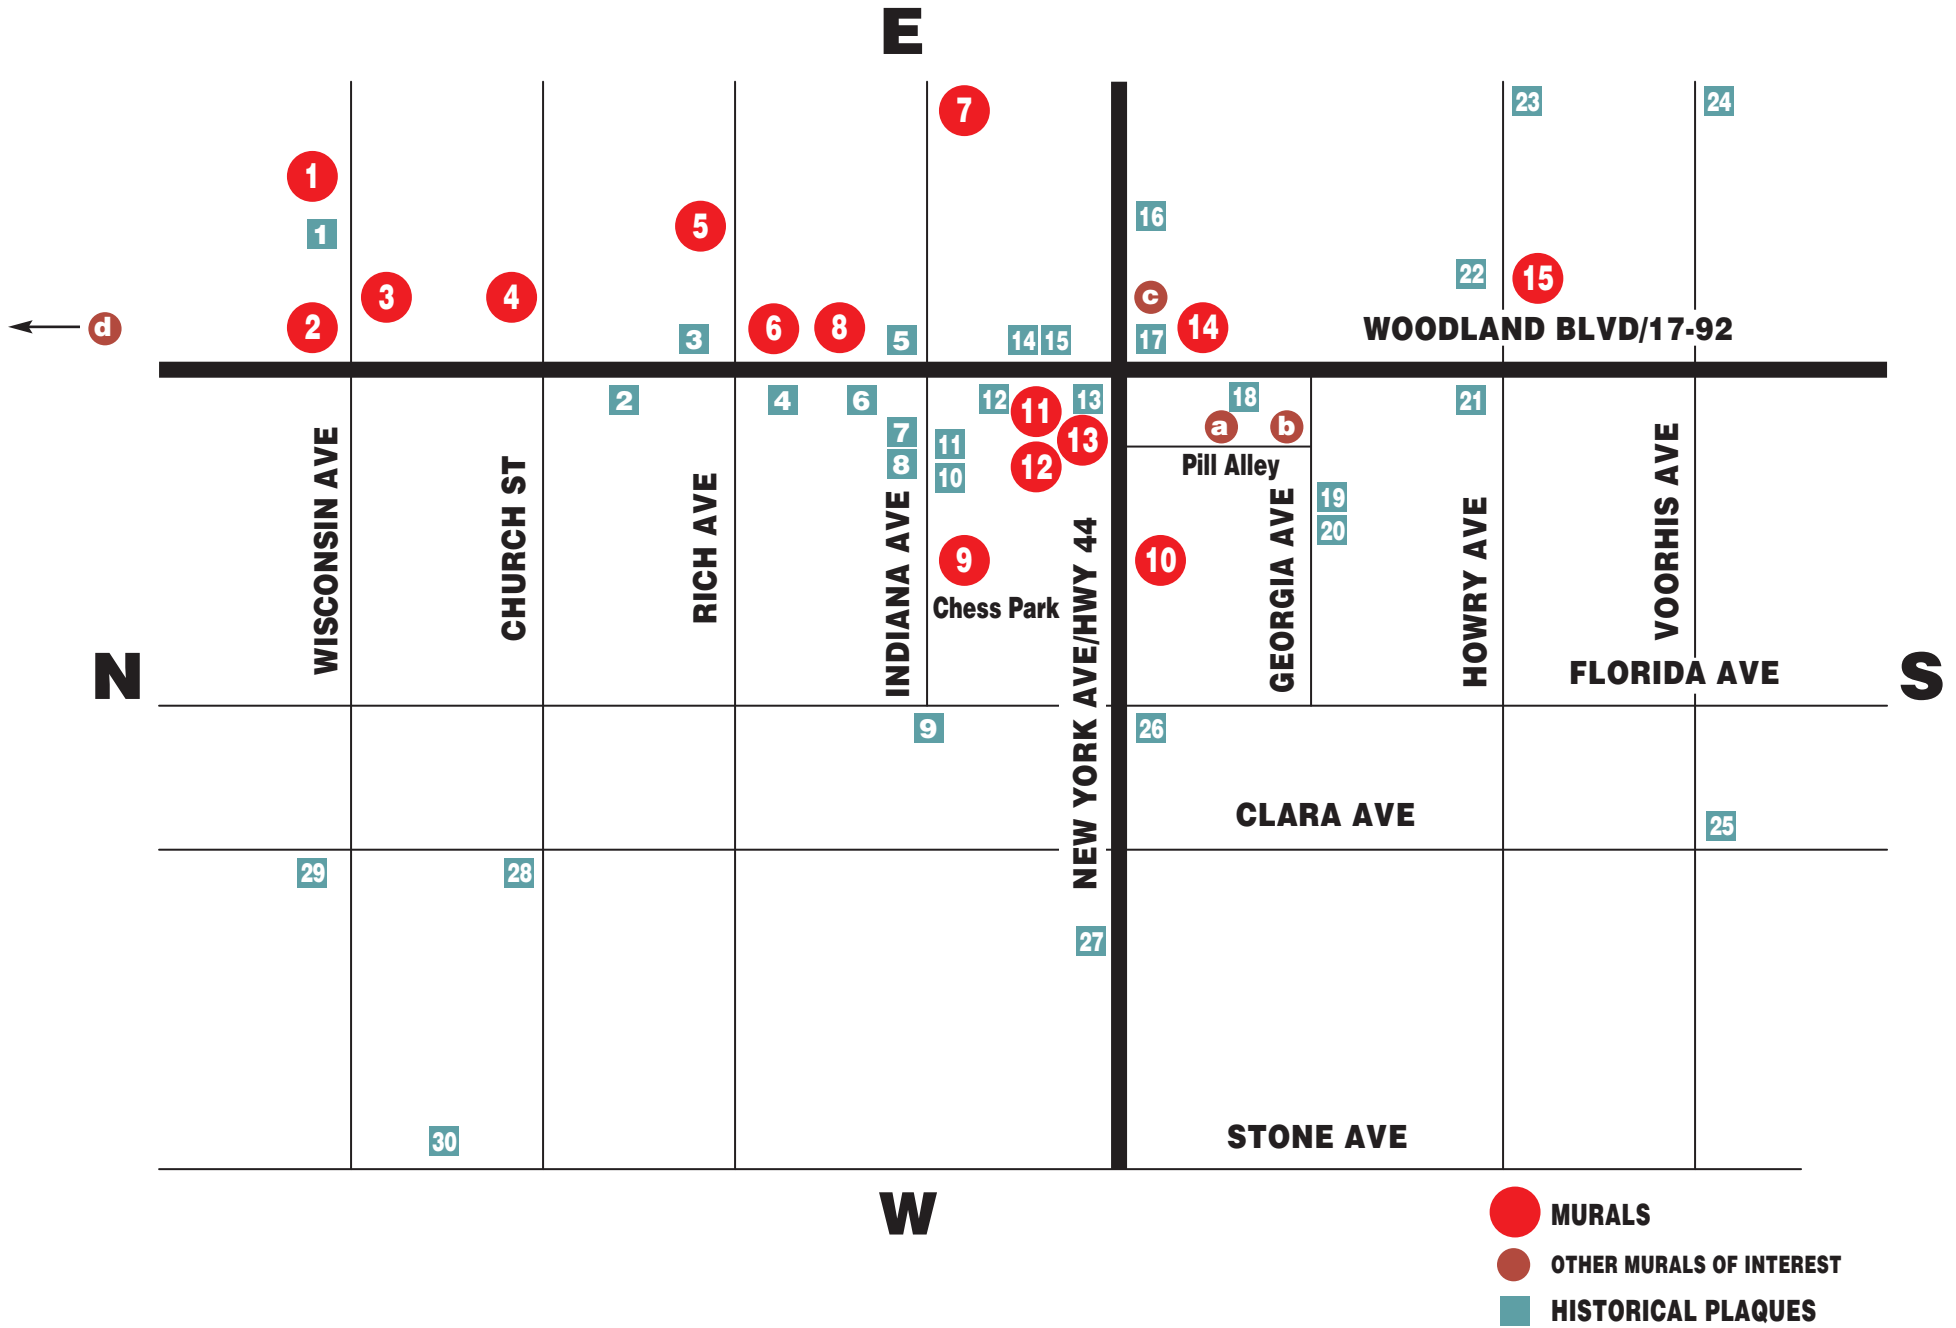 E
7
23
24
1
5
16
1
22
15
3
4
c
d
2
6
8
14
WOODLAND BLVD/17-92
3
5
14
15
17
2
4
6
12
11
13
18
21
7
11
13
a
b
8
10
12
Pill Alley
19
20
9
10
Chess Park
WISCONSIN AVE
CHURCH ST
RICH AVE
INDIANA AVE
NEW YORK AVE/HWY 44
GEORGIA AVE
HOWRY AVE
VOORHIS AVE
N
FLORIDA AVE
S
9
26
CLARA AVE
25
29
28
27
30
STONE AVE
W
MURALS
OTHER MURALS OF INTEREST
HISTORICAL PLAQUES